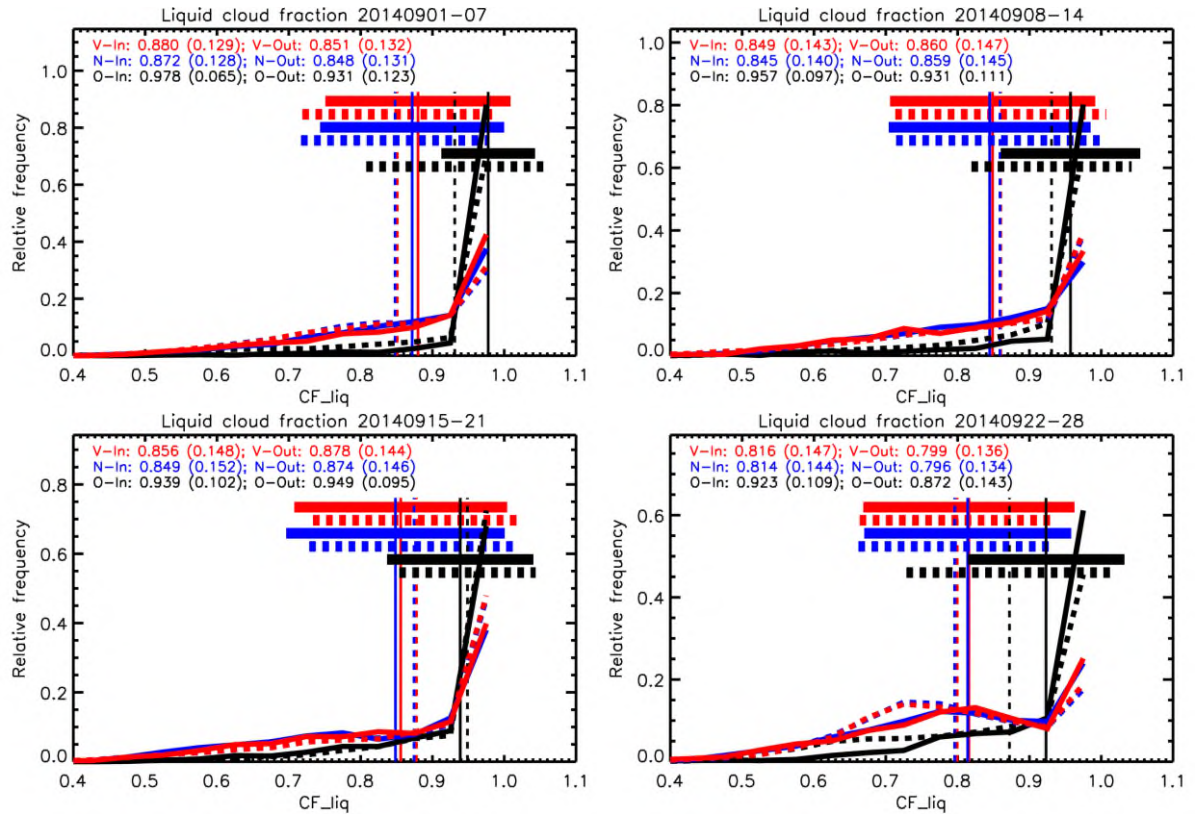 Liquid cloud fraction 20140901-07
V-In: 0.880 (0.129); V-Out: 0.851 (0.132)
N-In: 0.872 (0.128); N-Out: 0.848 (0.131)
O-In: 0.978 (0.065); O-Out: 0.931 (0.123)
1.0
0.8
0.6
0.4
0.2
0.0
Relative frequency
0.4 0.5 0.6 0.7 0.8 0.9 1.0 1.1
CF_liq
Liquid cloud fraction 20140908-14
V-In: 0.849 (0.143); V-Out: 0.860 (0.147)
N-In: 0.845 (0.140); N-Out: 0.859 (0.145)
O-In: 0.957 (0.097); O-Out: 0.931 (0.111)
1.0
0.8
0.6
0.4
0.2
0.0
Relative frequency
0.4 0.5 0.6 0.7 0.8 0.9 1.0 1.1
CF_liq
Liquid cloud fraction 20140915-21
V-In: 0.856 (0.148); V-Out: 0.878 (0.144)
N-In: 0.849 (0.152); N-Out: 0.874 (0.146)
O-In: 0.939 (0.102); O-Out: 0.949 (0.095)
0.8
0.6
0.4
0.2
0.0
Relative frequency
0.4 0.5 0.6 0.7 0.8 0.9 1.0 1.1
CF_liq
Liquid cloud fraction 20140922-28
V-In: 0.816 (0.147); V-Out: 0.799 (0.136)
N-In: 0.814 (0.144); N-Out: 0.796 (0.134)
O-In: 0.923 (0.109); O-Out: 0.872 (0.143)
0.6
0.4
0.2
0.0
Relative frequency
0.4 0.5 0.6 0.7 0.8 0.9 1.0 1.1
CF_liq